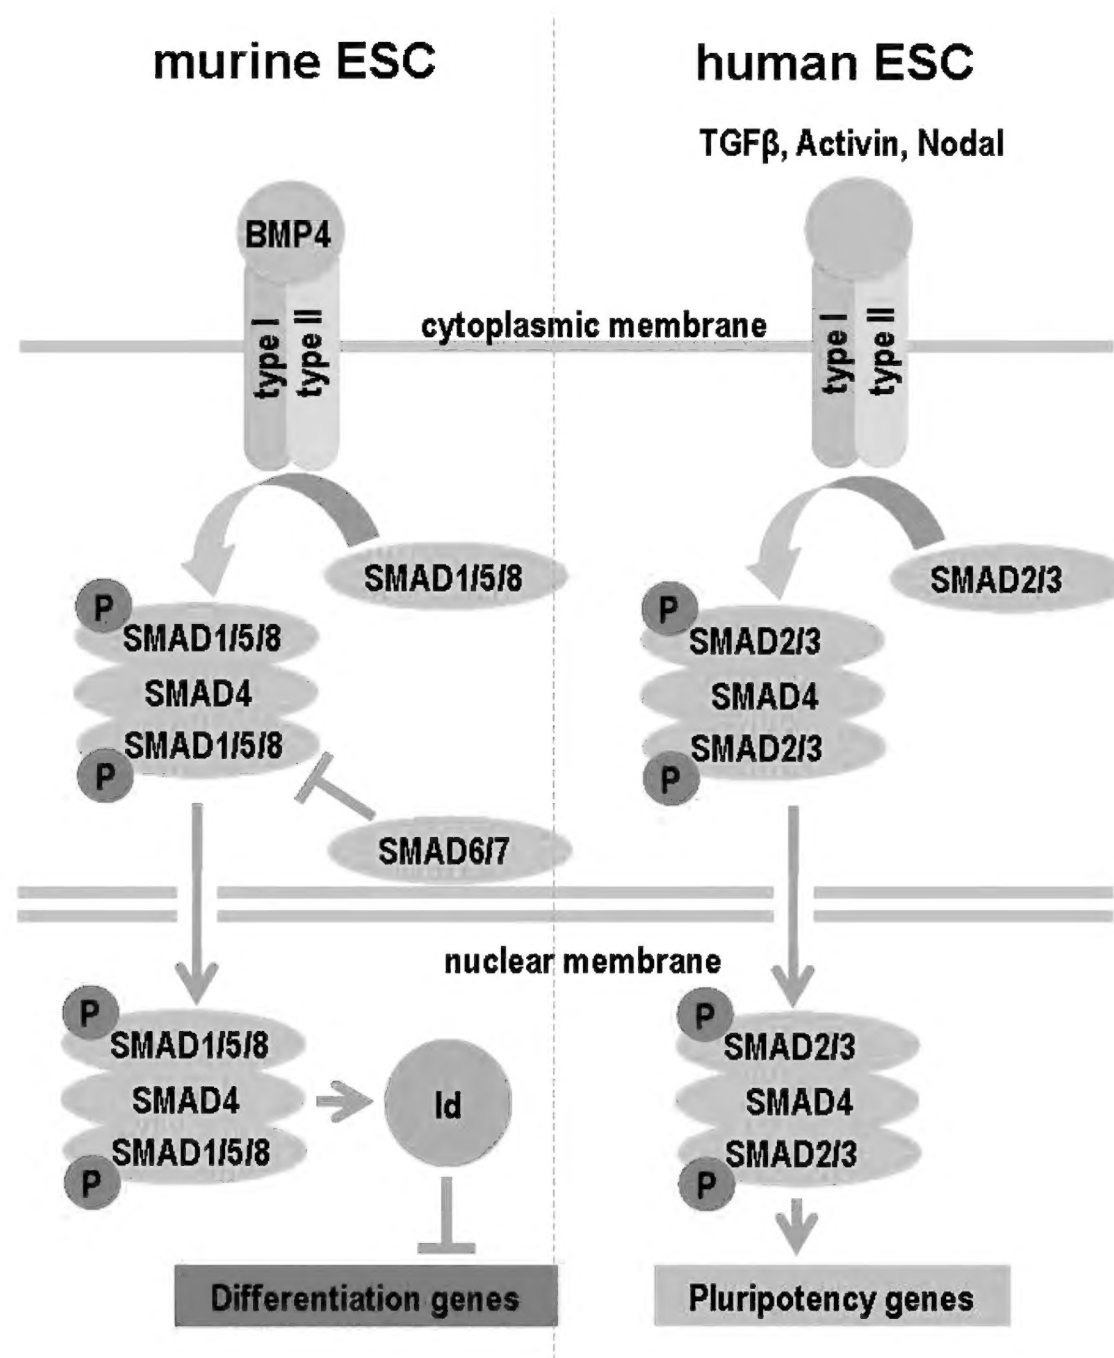 murine ESC
human ESC
TGFβ, Activin, Nodal
BMP4
type I
type II
type I
type II
cytoplasmic membrane
SMAD1/5/8
SMAD2/3
P
SMAD1/5/8
SMAD4
SMAD1/5/8
P
P
SMAD2/3
SMAD4
SMAD2/3
P
SMAD6/7
nuclear membrane
P
SMAD1/5/8
SMAD4
SMAD1/5/8
P
Id
P
SMAD2/3
SMAD4
SMAD2/3
P
Differentiation genes
Pluripotency genes